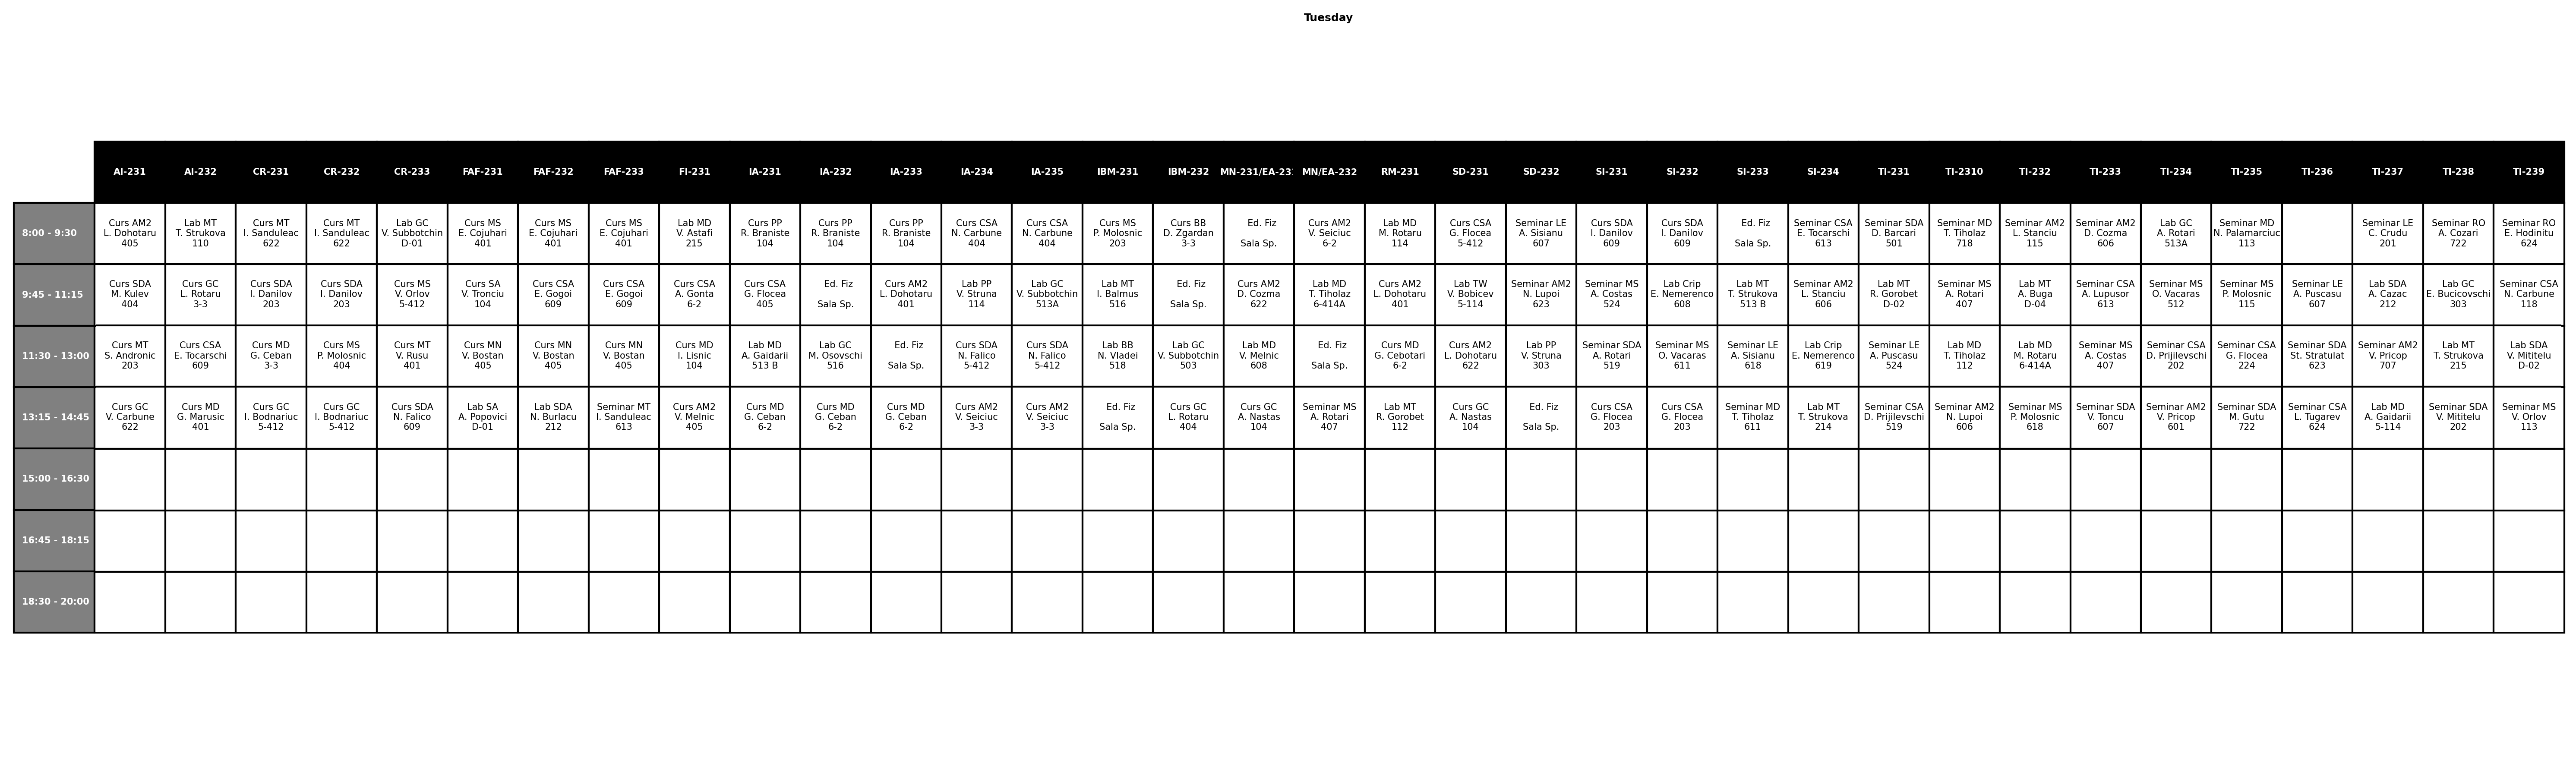 Tuesday
AI-231 AI-232 CR-231 CR-232 CR-233 FAF-231 FAF-232 FAF-233 FI-231 IA-231 IA-232 IA-233 IA-234 IA-235 IBM-231 IBM-232 MN-231/EA-231 MN/EA-232 RM-231 SD-231 SD-232 SI-231 SI-232 SI-233 SI-234 TI-231 TI-2310 TI-232 TI-233 TI-234 TI-235 TI-236 TI-237 TI-238 TI-239
Curs AM2 Lab MT Curs MT Curs MT Lab GC Curs MS Curs MS Curs MS Lab MD Curs PP Curs PP Curs PP Curs CSA Curs CSA Curs MS Curs BB Ed. Fiz Curs AM2 Lab MD Curs CSA Seminar LE Curs SDA Curs SDA Ed. Fiz Seminar CSA Seminar SDA Seminar MD Seminar AM2 Seminar AM2 Lab GC Seminar MD Seminar LE Seminar RO Seminar RO
8:00 - 9:30 L. Dohotaru T. Strukova I. Sanduleac I. Sanduleac V. Subbotchin E. Cojuhari E. Cojuhari E. Cojuhari V. Astafi R. Braniste R. Braniste R. Braniste N. Carbune N. Carbune P. Molosnic D. Zgardan V. Seiciuc M. Rotaru G. Flocea A. Sisianu I. Danilov I. Danilov E. Tocarschi D. Barcari T. Tiholaz L. Stanciu D. Cozma A. Rotari N. Palamarciuc C. Crudu A. Cozari E. Hodinitu
405 110 622 622 D-01 401 401 401 215 104 104 104 404 404 203 3-3 Sala Sp. 6-2 114 5-412 607 609 609 Sala Sp. 613 501 718 115 606 513A 113 201 722 624
Curs SDA Curs GC Curs SDA Curs SDA Curs MS Curs SA Curs CSA Curs CSA Curs CSA Curs CSA Ed. Fiz Curs AM2 Lab PP Lab GC Lab MT Ed. Fiz Curs AM2 Lab MD Curs AM2 Lab TW Seminar AM2 Seminar MS Lab Crip Lab MT Seminar AM2 Lab MT Seminar MS Lab MT Seminar CSA Seminar MS Seminar MS Seminar LE Lab SDA Lab GC Seminar CSA
9:45 - 11:15 M. Kulev L. Rotaru I. Danilov I. Danilov V. Orlov V. Tronciu E. Gogoi E. Gogoi A. Gonta G. Flocea L. Dohotaru V. Struna V. Subbotchin I. Balmus D. Cozma T. Tiholaz L. Dohotaru V. Bobicev N. Lupoi A. Costas E. Nemerenco T. Strukova L. Stanciu R. Gorobet A. Rotari A. Buga A. Lupusor O. Vacaras P. Molosnic A. Puscasu A. Cazac E. Bucicovschi N. Carbune
404 3-3 203 203 5-412 104 609 609 6-2 405 Sala Sp. 401 114 513A 516 Sala Sp. 622 6-414A 401 5-114 623 524 608 513 B 606 D-02 407 D-04 613 512 115 607 212 303 118
Curs MT Curs CSA Curs MD Curs MS Curs MT Curs MN Curs MN Curs MN Curs MD Lab MD Lab GC Ed. Fiz Curs SDA Curs SDA Lab BB Lab GC Lab MD Ed. Fiz Curs MD Curs AM2 Lab PP Seminar SDA Seminar MS Seminar LE Lab Crip Seminar LE Lab MD Lab MD Seminar MS Seminar CSA Seminar CSA Seminar SDA Seminar AM2 Lab MT Lab SDA
11:30 - 13:00 S. Andronic E. Tocarschi G. Ceban P. Molosnic V. Rusu V. Bostan V. Bostan V. Bostan I. Lisnic A. Gaidarii M. Osovschi N. Falico N. Falico N. Vladei V. Subbotchin V. Melnic G. Cebotari L. Dohotaru V. Struna A. Rotari O. Vacaras A. Sisianu E. Nemerenco A. Puscasu T. Tiholaz M. Rotaru A. Costas D. Prijilevschi G. Flocea St. Stratulat V. Pricop T. Strukova V. Mititelu
203 609 3-3 404 401 405 405 405 104 513 B 516 Sala Sp. 5-412 5-412 518 503 608 Sala Sp. 6-2 622 303 519 611 618 619 524 112 6-414A 407 202 224 623 707 215 D-02
Curs GC Curs MD Curs GC Curs GC Curs SDA Lab SA Lab SDA Seminar MT Curs AM2 Curs MD Curs MD Curs MD Curs AM2 Curs AM2 Ed. Fiz Curs GC Curs GC Seminar MS Lab MT Curs GC Ed. Fiz Curs CSA Curs CSA Seminar MD Lab MT Seminar CSA Seminar AM2 Seminar MS Seminar SDA Seminar AM2 Seminar SDA Seminar CSA Lab MD Seminar SDA Seminar MS
13:15 - 14:45 V. Carbune G. Marusic I. Bodnariuc I. Bodnariuc N. Falico A. Popovici N. Burlacu I. Sanduleac V. Melnic G. Ceban G. Ceban G. Ceban V. Seiciuc V. Seiciuc L. Rotaru A. Nastas A. Rotari R. Gorobet A. Nastas G. Flocea G. Flocea T. Tiholaz T. Strukova D. Prijilevschi N. Lupoi P. Molosnic V. Toncu V. Pricop M. Gutu L. Tugarev A. Gaidarii V. Mititelu V. Orlov
622 401 5-412 5-412 609 D-01 212 613 405 6-2 6-2 6-2 3-3 3-3 Sala Sp. 404 104 407 112 104 Sala Sp. 203 203 611 214 519 606 618 607 601 722 624 5-114 202 113
15:00 - 16:30
16:45 - 18:15
18:30 - 20:00